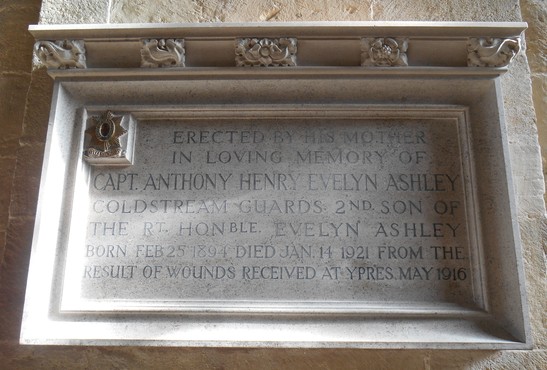 ERECTED BY HIS MOTHER
IN LOVING MEMORY OF
CAPT. ANTHONY HENRY EVELYN ASHLEY
COLDSTREAM GUARDS. 2ND. SON OF
THE RT. HONBLE. EVELYN ASHLEY
BORN FEB 25 1894 DIED JAN. 14 1921 FROM THE
RESULT OF WOUNDS RECEIVED AT YPRES. MAY 1916